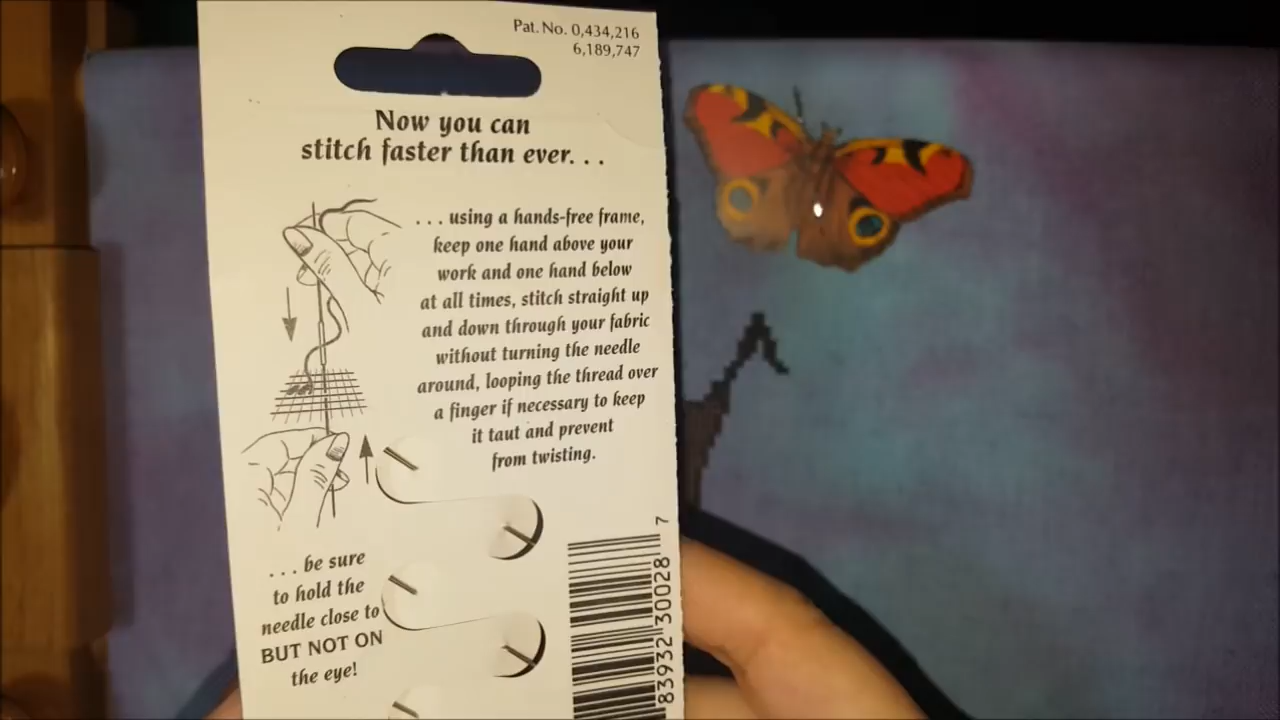 Pat. No. 0,434,216
6,189,747
Now you can
stitch faster than ever. . .
. . . using a hands-free frame,
keep one hand above your
work and one hand below
at all times, stitch straight up
and down through your fabric
without turning the needle
around, looping the thread over
a finger if necessary to keep
it taut and prevent
from twisting.
. . . be sure
to hold the
needle close to
BUT NOT ON
the eye!
83932 30028 7